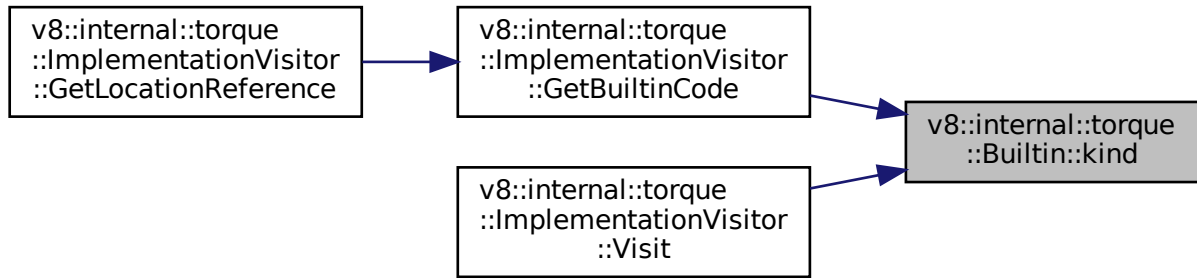 v8::internal::torque
::ImplementationVisitor
::GetLocationReference
v8::internal::torque
::ImplementationVisitor
::GetBuiltinCode
v8::internal::torque
::Builtin::kind
v8::internal::torque
::ImplementationVisitor
::Visit